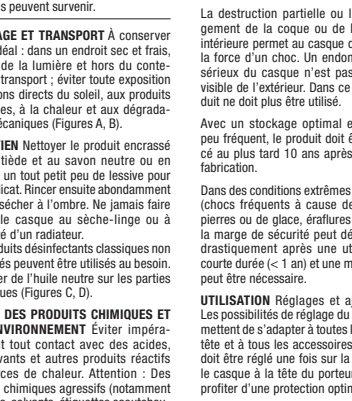 s peuvent survenir.
AGE ET TRANSPORT À conserver
déal : dans un endroit sec et frais,
de la lumière et hors du conte-
transport ; éviter toute exposition
ons directs du soleil, aux produits
es, à la chaleur et aux dégrada-
écaniques (Figures A, B).
IEN Nettoyer le produit encrassé
tiède et au savon neutre ou en
t un tout petit peu de lessive pour
licat. Rincer ensuite abondamment
sécher à l'ombre. Ne jamais faire
le casque au sèche-linge ou à
té d'un radiateur.
duits désinfectants classiques non
és peuvent être utilisés au besoin.
er de l'huile neutre sur les parties
ques (Figures C, D).
DES PRODUITS CHIMIQUES ET
NVIRONNEMENT Éviter impéra-
nt tout contact avec des acides,
vants et autres produits réactifs
rces de chaleur. Attention : Des
chimiques agressifs (notamment
La destruction partielle ou l
gement de la coque ou de l
intérieure permet au casque d
la force d'un choc. Un endon
sérieux du casque n'est pas
visible de l'extérieur. Dans ce
duit ne doit plus être utilisé.
Avec un stockage optimal e
peu fréquent, le produit doit ê
cé au plus tard 10 ans après
fabrication.
Dans des conditions extrêmes
(chocs fréquents à cause de
pierres ou de glace, éraflures
la marge de sécurité peut dé
drastiquement après une ut
courte durée (< 1 an) et une m
peut être nécessaire.
UTILISATION Réglages et aj
Les possibilités de réglage du
mettent de s'adapter à toutes l
tête et à tous les accessoires
doit être réglé une fois sur la
le casque à la tête du porteur
profiter d'une protection optin